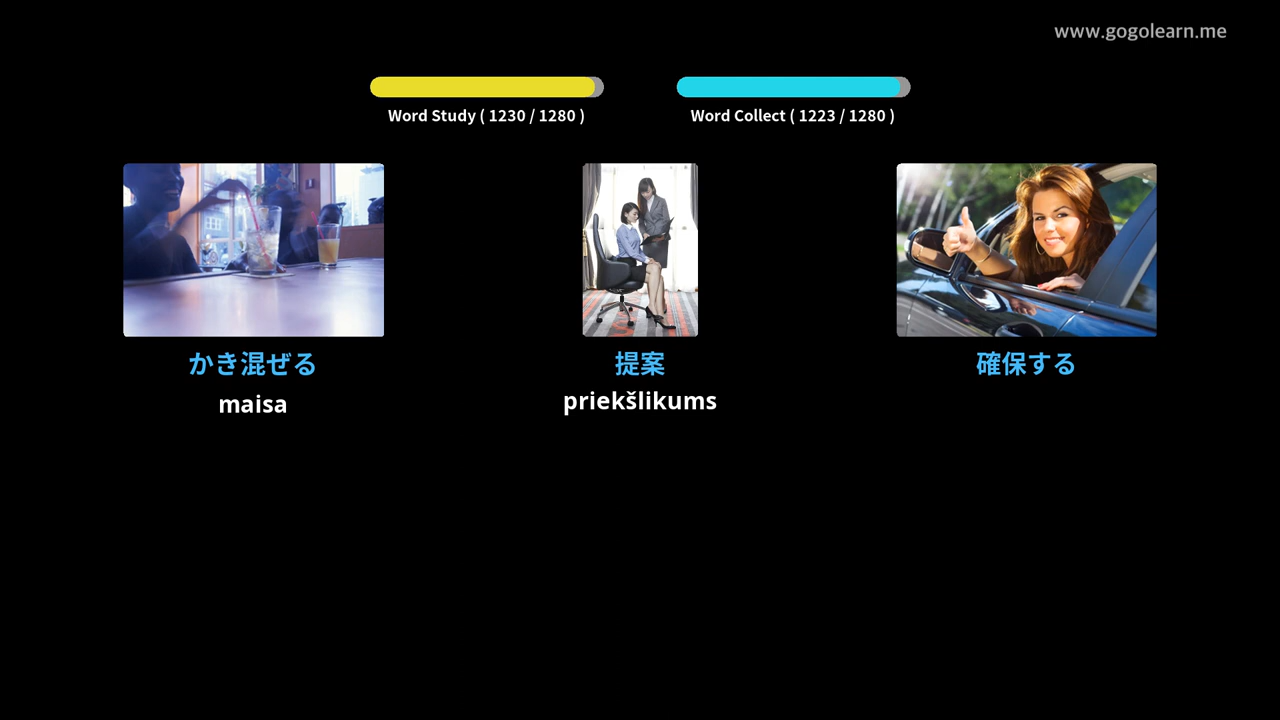 www.gogolearn.me
Word Study ( 1230 / 1280 )
Word Collect ( 1223 / 1280 )
かき混ぜる
提案
確保する
maisa
priekšlikums